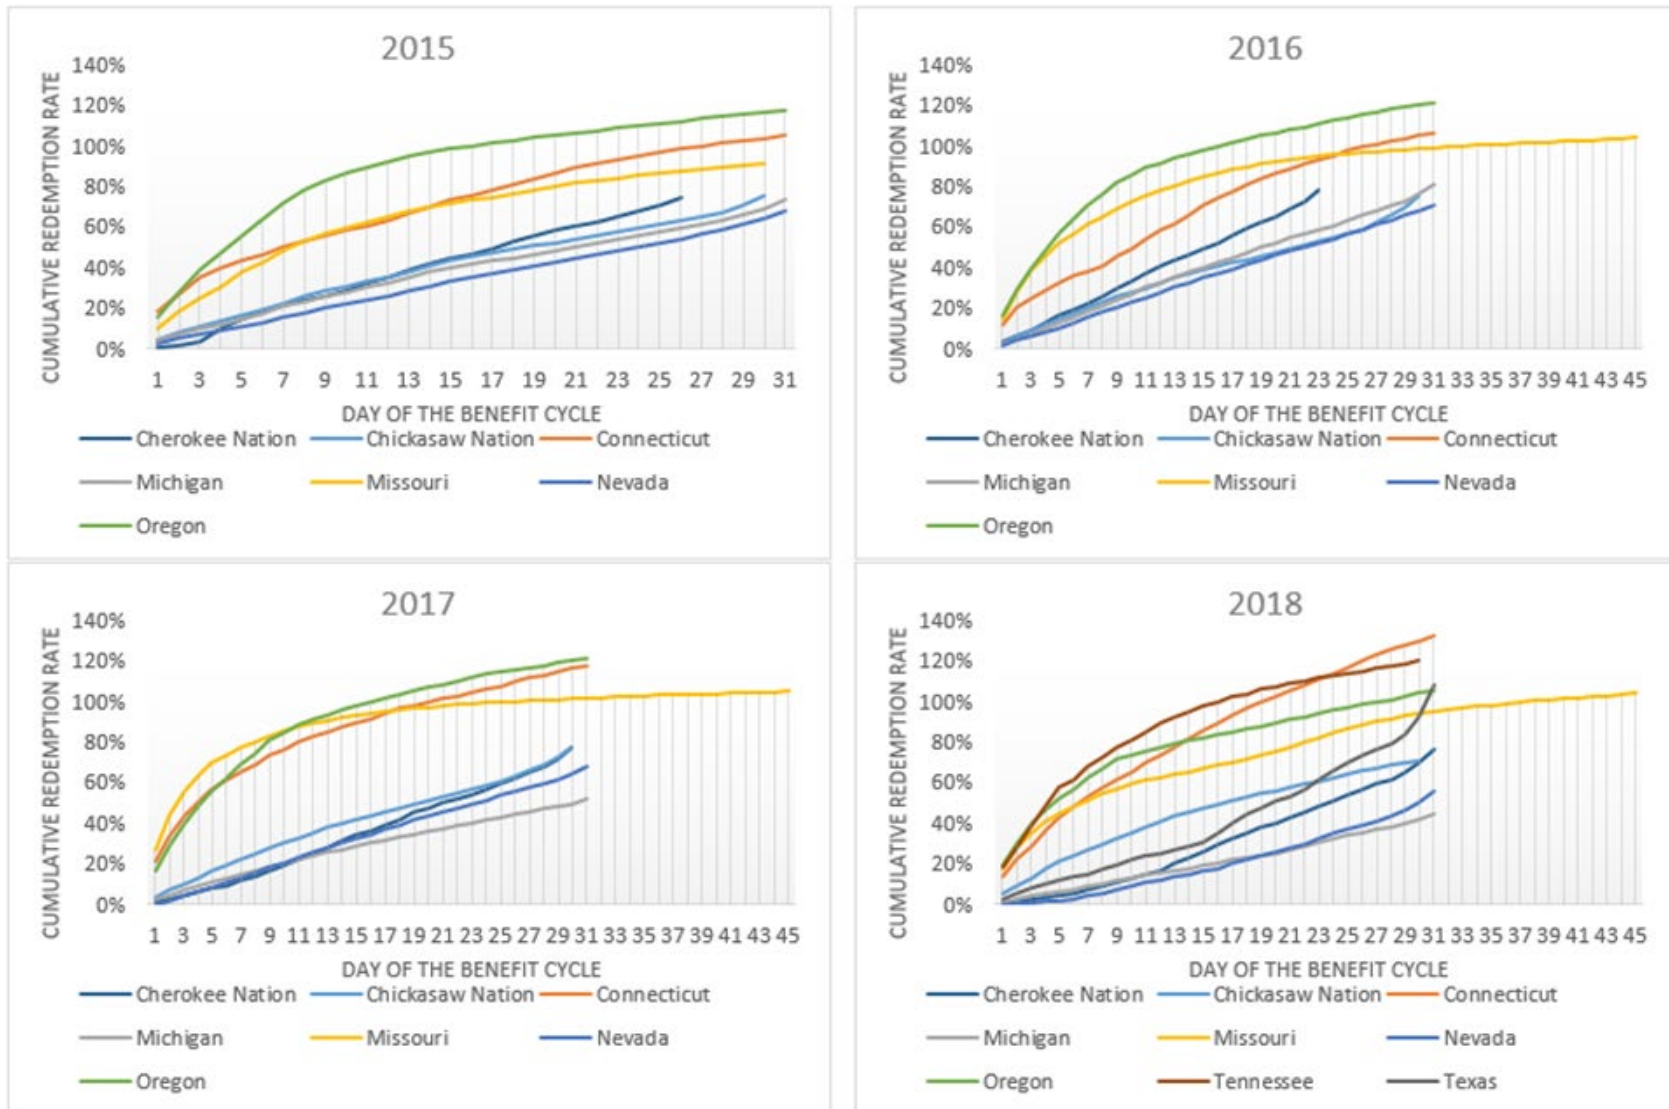 2015
CUMULATIVE REDEMPTION RATE
140%
120%
100%
80%
60%
40%
20%
0%
1 3 5 7 9 11 13 15 17 19 21 23 25 27 29 31
DAY OF THE BENEFIT CYCLE
Cherokee Nation Chickasaw Nation Connecticut
Michigan Missouri Nevada
Oregon
2016
CUMULATIVE REDEMPTION RATE
140%
120%
100%
80%
60%
40%
20%
0%
1 3 5 7 9 11 13 15 17 19 21 23 25 27 29 31 33 35 37 39 41 43 45
DAY OF THE BENEFIT CYCLE
Cherokee Nation Chickasaw Nation Connecticut
Michigan Missouri Nevada
Oregon
2017
CUMULATIVE REDEMPTION RATE
140%
120%
100%
80%
60%
40%
20%
0%
1 3 5 7 9 11 13 15 17 19 21 23 25 27 29 31 33 35 37 39 41 43 45
DAY OF THE BENEFIT CYCLE
Cherokee Nation Chickasaw Nation Connecticut
Michigan Missouri Nevada
Oregon
2018
CUMULATIVE REDEMPTION RATE
140%
120%
100%
80%
60%
40%
20%
0%
1 3 5 7 9 11 13 15 17 19 21 23 25 27 29 31 33 35 37 39 41 43 45
DAY OF THE BENEFIT CYCLE
Cherokee Nation Chickasaw Nation Connecticut
Michigan Missouri Nevada
Oregon Tennessee Texas